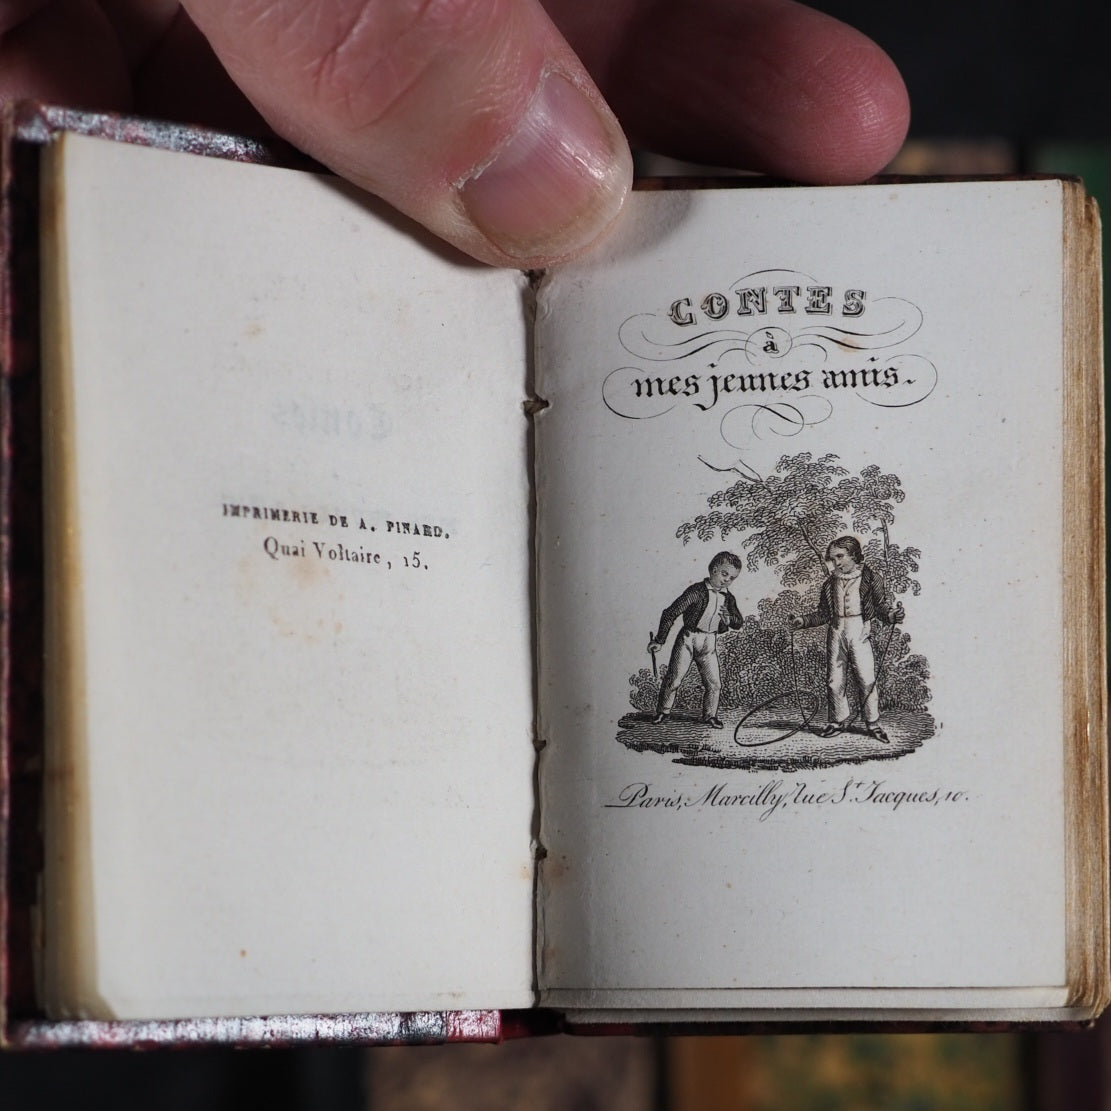 IMPRIMERIE DE A. PINARD.
Quai Voltaire, 15.
CONTES
à
mes jeunes amis.
Paris, Marcilly, rue St. Jacques, 10.